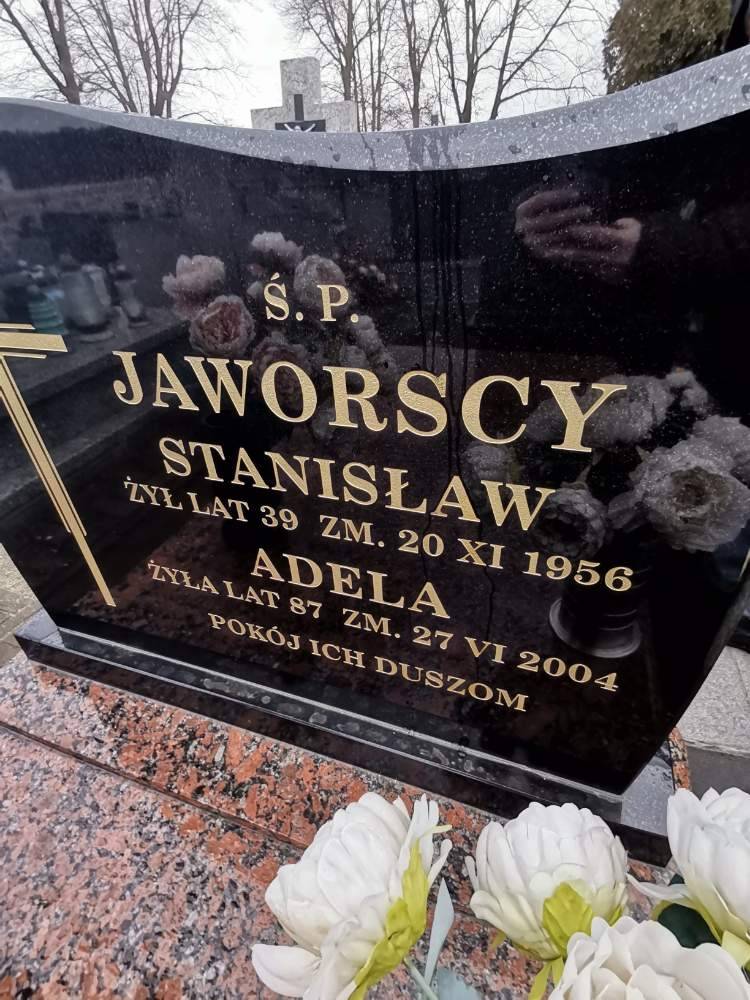 Ś. P.
JAWORSCY
STANISŁAW
ŻYŁ LAT 39 ZM. 20 XI 1956
ADELA
ŻYŁA LAT 87 ZM. 27 VI 2004
POKÓJ ICH DUSZOM